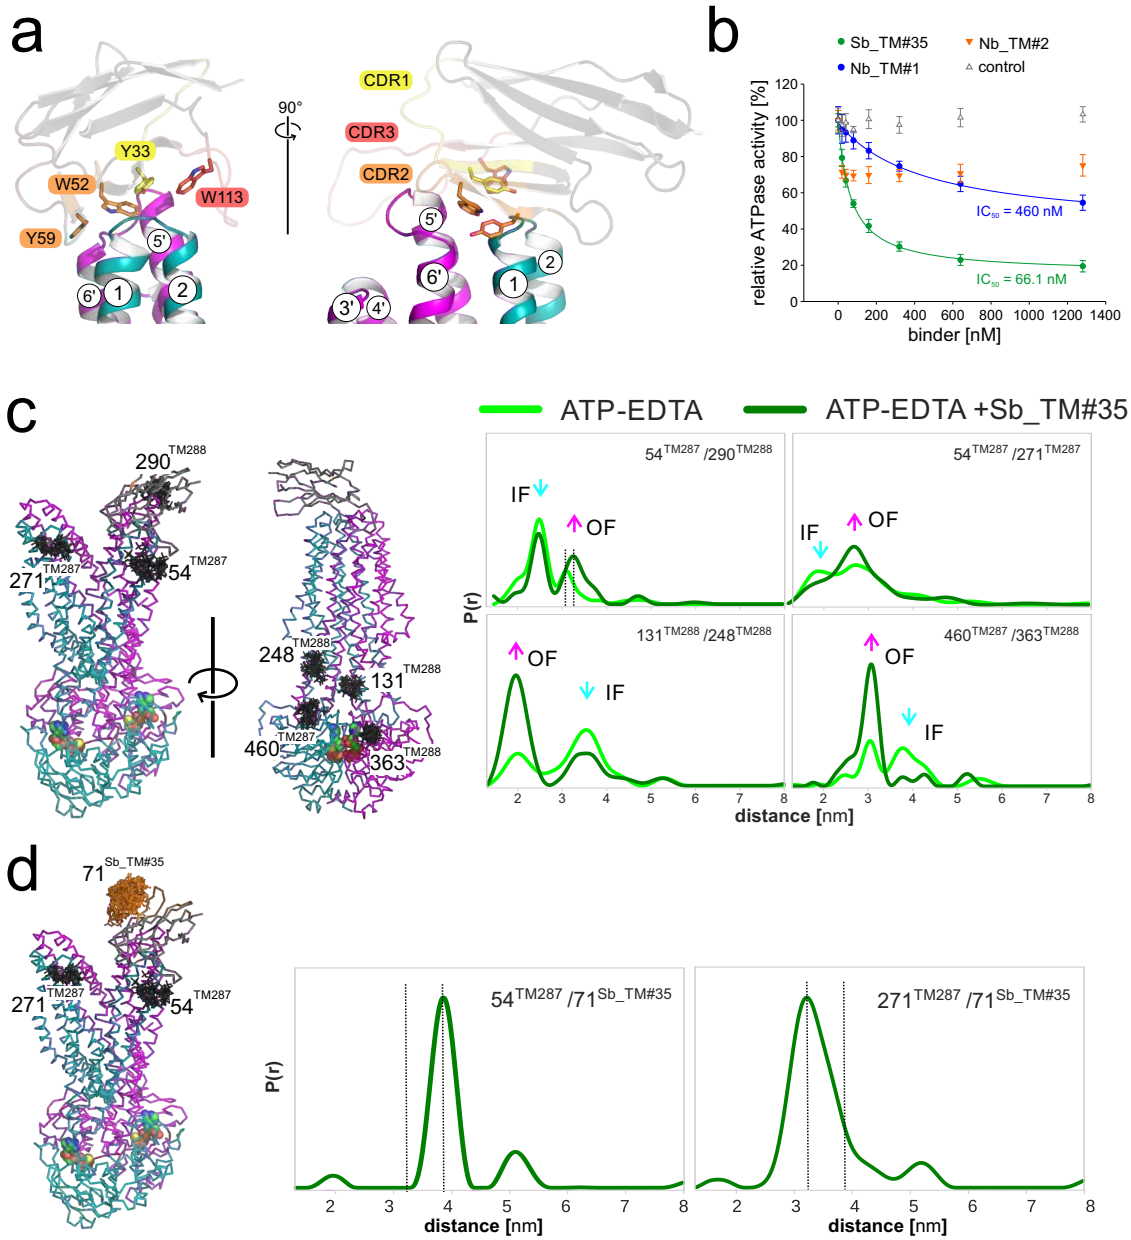 a
CDR1
CDR3
CDR2
90°
Y33
W52
W113
Y59
5'
6'
1
2
5'
6'
1
2
3'
4'
b
Sb_TM#35
Nb_TM#2
Nb_TM#1
control
relative ATPase activity [%]
120
100
80
60
40
20
0
IC50 = 460 nM
IC50 = 66.1 nM
0 200 400 600 800 1000 1200 1400
binder [nM]
c
ATP-EDTA
ATP-EDTA +Sb_TM#35
290TM288
271TM287
54TM287
248TM288
131TM288
460TM287
363TM288
P(r)
54TM287/290TM288
IF
OF
54TM287/271TM287
IF
OF
131TM288/248TM288
OF
IF
460TM287/363TM288
OF
IF
2 3 4 5 6 7 8
2 3 4 5 6 7 8
distance [nm]
d
71Sb_TM#35
271TM287
54TM287
P(r)
54TM287/71Sb_TM#35
271TM287/71Sb_TM#35
2 3 4 5 6 7 8
2 3 4 5 6 7 8
distance [nm]
distance [nm]